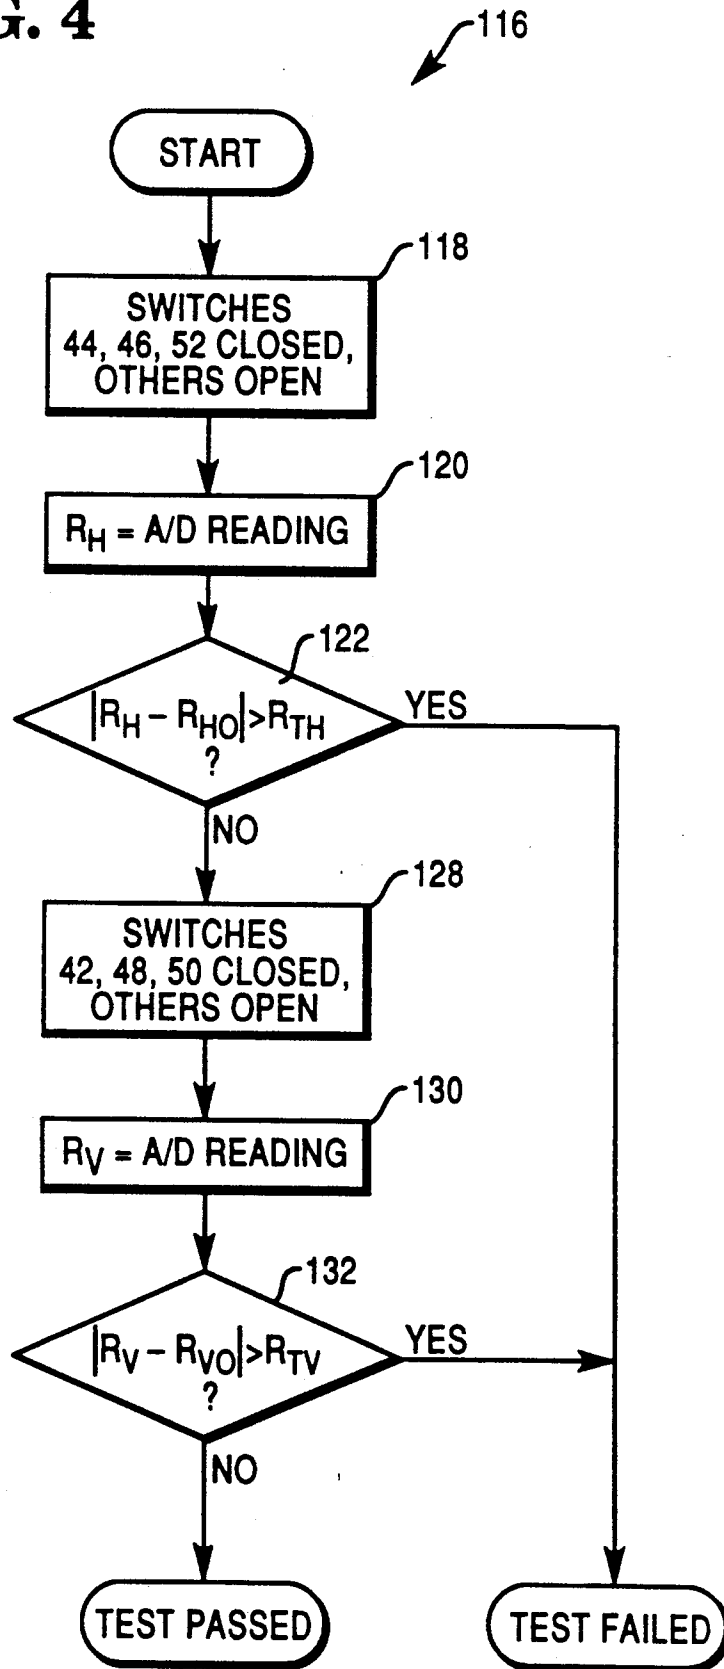 G. 4
116
START
118
SWITCHES
44, 46, 52 CLOSED,
OTHERS OPEN
120
R_H = A/D READING
122
|R_H – R_HO|>R_TH
?
YES
NO
128
SWITCHES
42, 48, 50 CLOSED,
OTHERS OPEN
130
R_V = A/D READING
132
|R_V – R_VO|>R_TV
?
YES
NO
TEST PASSED
TEST FAILED